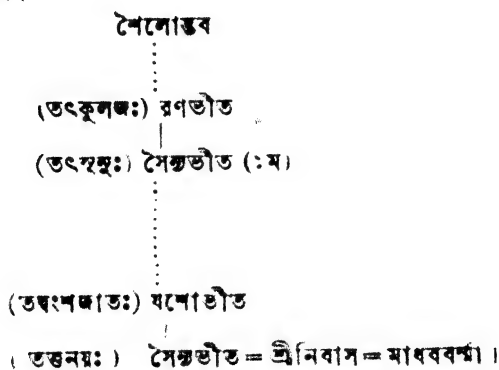 শৈলোদ্ভব
(তৎকুলজঃ) রণভীত
(তৎসূনুঃ) সৈন্যভীত (১ম)
(তদ্বংশজাতঃ) যশোভীত
(তত্তনয়ঃ) সৈন্যভীত = শ্রীনিবাস = মাধববর্ম্মা।